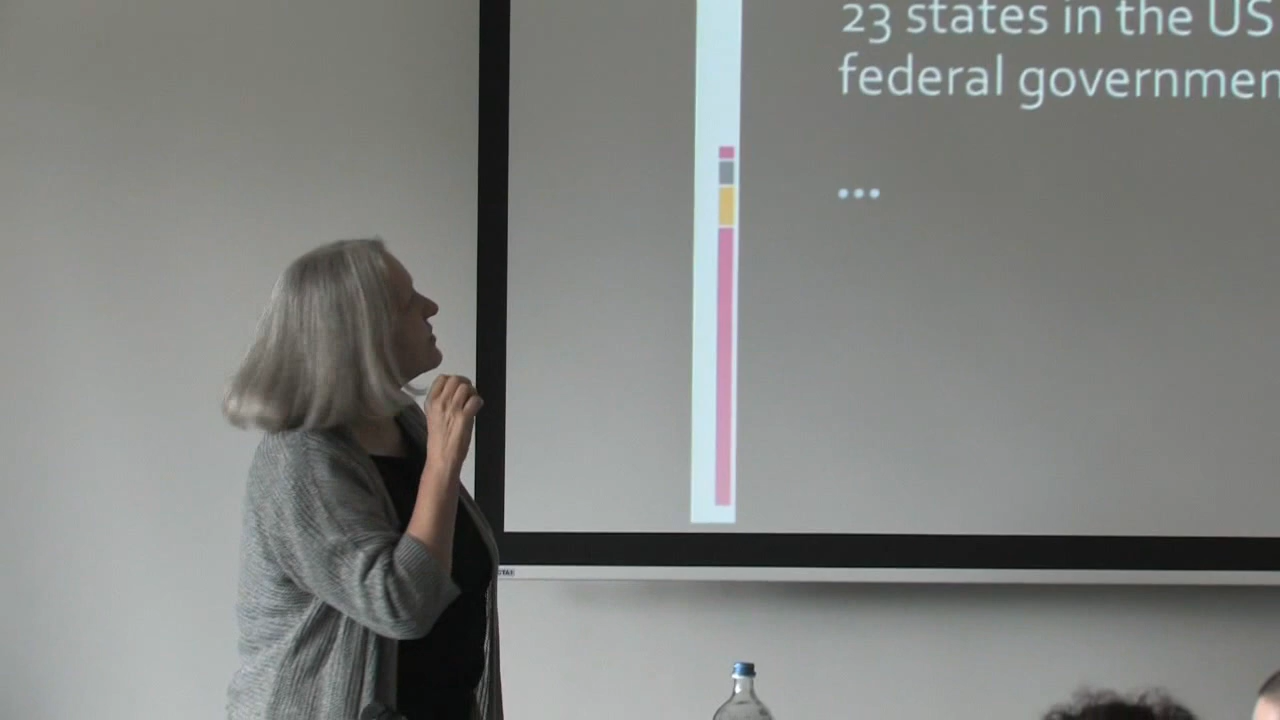 23 states in the US
federal governmen
...